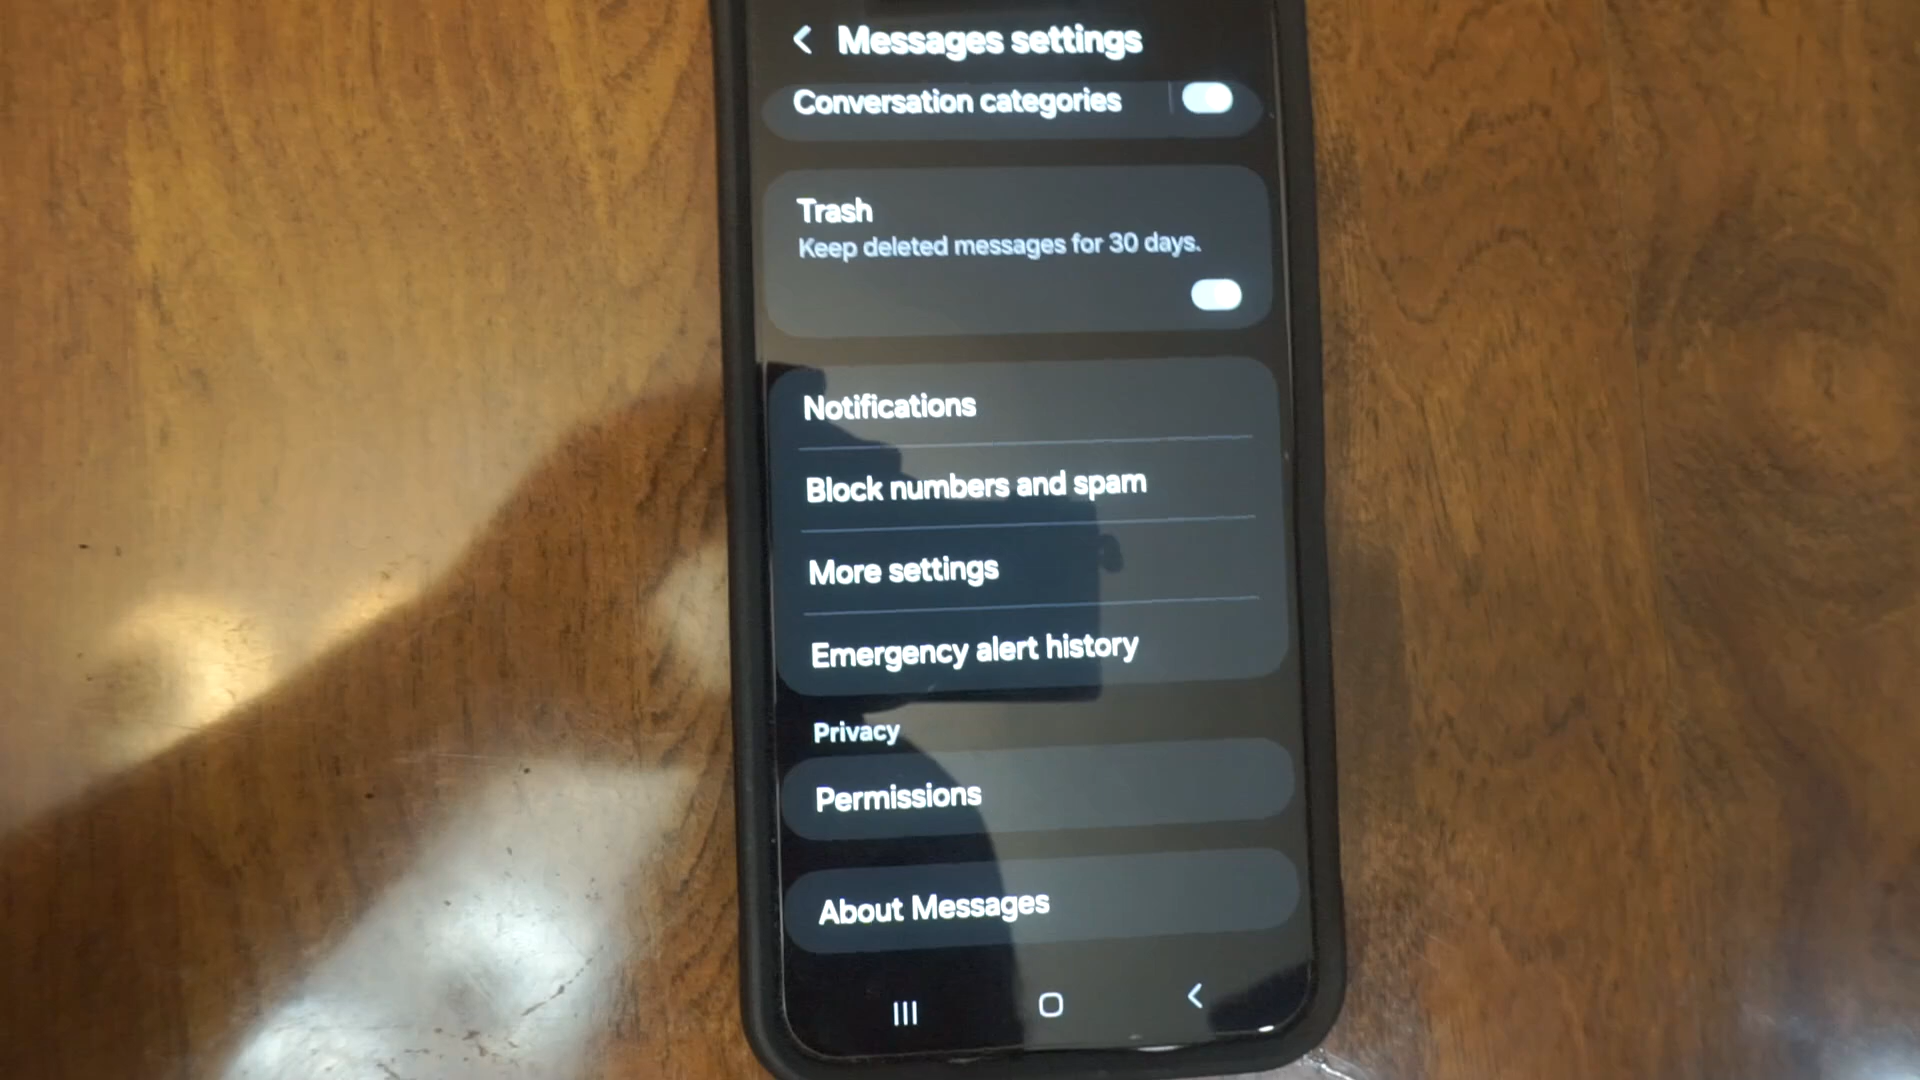 Messages settings
Conversation categories
Trash
Keep deleted messages for 30 days.
Notifications
Block numbers and spam
More settings
Emergency alert history
Privacy
Permissions
About Messages